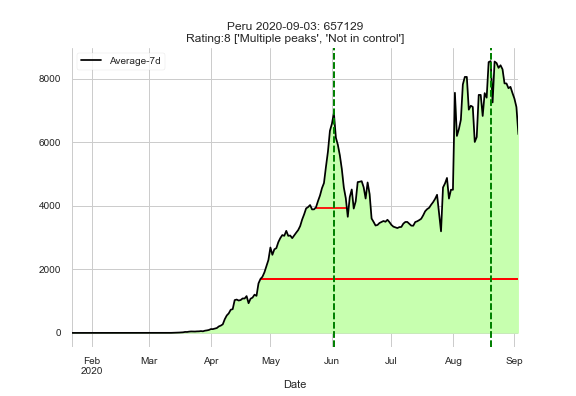 Peru 2020-09-03: 657129
Rating:8 ['Multiple peaks', 'Not in control']
Average-7d
8000
6000
4000
2000
0
Feb Mar Apr May Jun Jul Aug Sep
2020
Date